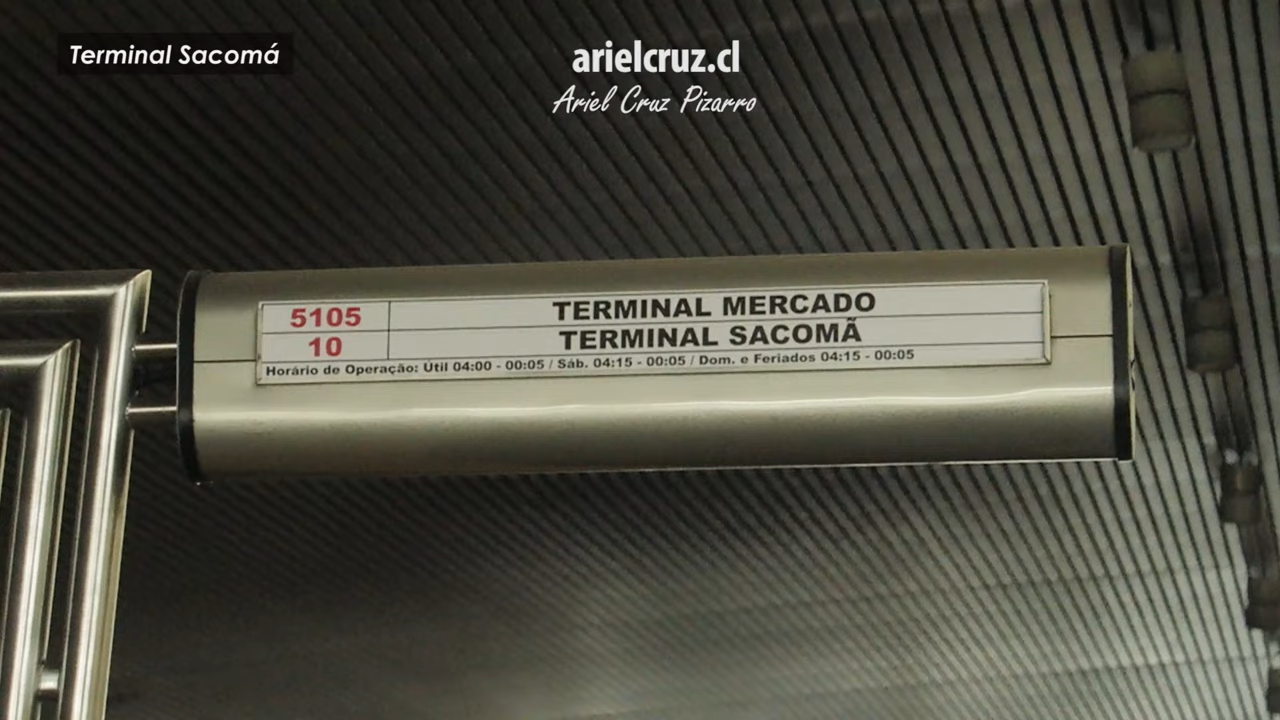 Terminal Sacomá
arielcruz.cl
Ariel Cruz Pizarro
5105
TERMINAL MERCADO
10
TERMINAL SACOMÃ
Horário de Operação: Útil 04:00 - 00:05 / Sáb. 04:15 - 00:05 / Dom. e Feriados 04:15 - 00:05